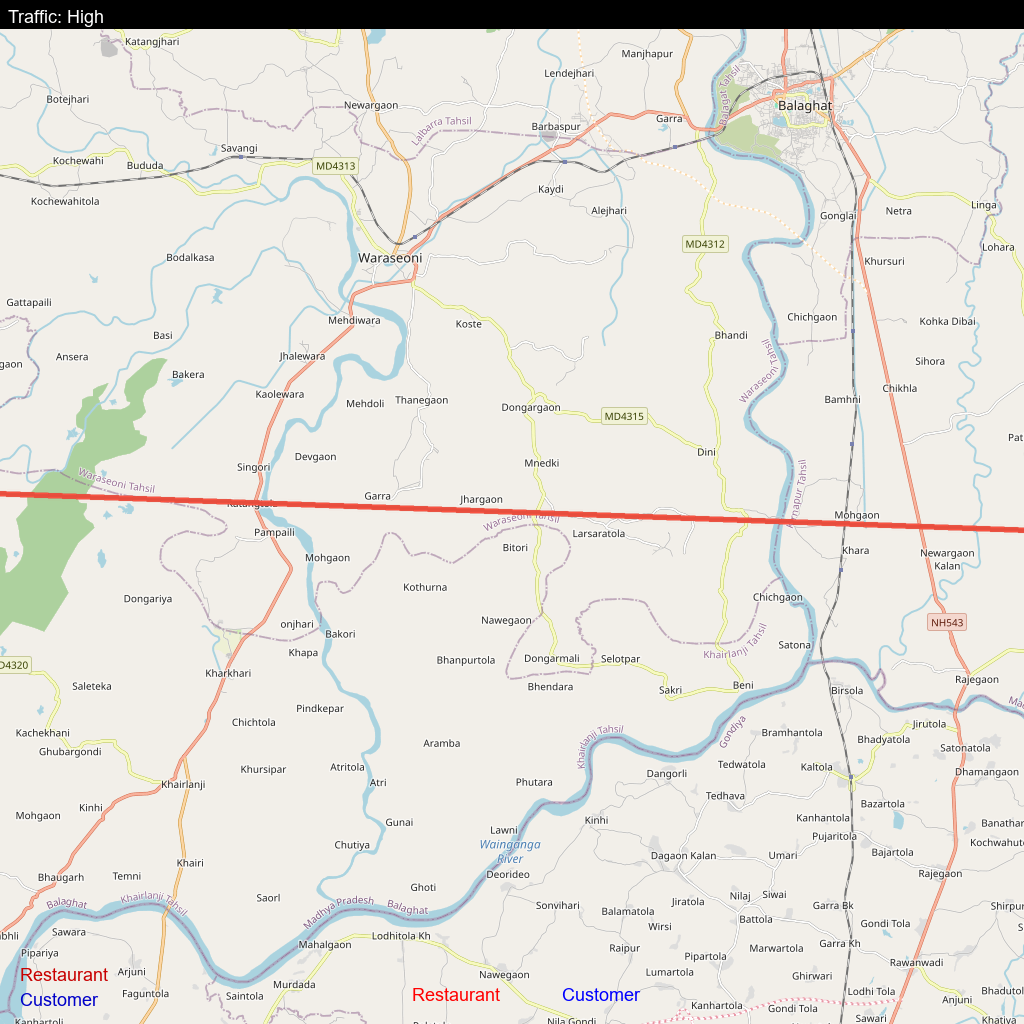 Traffic: High
Katangjhari
Manjhapur
Lendejhari
Botejhari
Newargaon
Balaghat Tahsil
Balaghat
Lalbarra Tahsil
Barbaspur
Garra
Savangi
Kochewahi
Bududa
MD4313
Kaydi
Kochewahitola
Alejhari
Gonglai
Netra
Linga
MD4312
Lohara
Waraseoni
Bodalkasa
Khursuri
Gattapaili
Mehdiwara
Koste
Chichgaon
Kohka Dibai
Basi
Bhandi
Ansera
Jhalewara
Waraseoni Tahsil
Sihora
gaon
Bakera
Chikhla
Kaolewara
Mehdoli
Thanegaon
Bamhni
Dongargaon
MD4315
Pat
Devgaon
Dini
Singori
Mnedki
Waraseoni Tahsil
Garra
Jhargaon
Katangtola
Mohgaon
Waraseoni Tahsil
Pampaili
Larsaratola
Bitori
Khara
Newargaon
Kalan
Mohgaon
Kothurna
Dongariya
Chichgaon
Nawegaon
NH543
onjhari
Bakori
Khairlanji Tahsil
Satona
Khapa
D4320
Bhanpurtola
Dongarmali
Selotpar
Kharkhari
Rajegaon
Saleteka
Bhendara
Sakri
Beni
Birsola
Pindkepar
Chichtola
Jirutola
Kachekhani
Khairlanji Tahsil
Gondiya
Bramhantola
Bhadyatola
Ghubargondi
Aramba
Satonatola
Khursipar
Atritola
Tedwatola
Kaltola
Dangorli
Dhamangaon
Khairlanji
Atri
Phutara
Tedhava
Kinhi
Bazartola
Mohgaon
Gunai
Kinhi
Kanhantola
Banathar
Lawni
Pujaritola
Chutiya
Wainganga
River
Kochwahuto
Dagaon Kalan
Umari
Bajartola
Khairi
Deorideo
Rajegaon
Bhaugarh
Temni
Ghoti
Saorl
Nilaj
Siwai
Balaghat
Khairlanji Tahsil
Madhya Pradesh
Balaghat
Sonvihari
Jiratola
Garra Bk
Shirpur
Balamatola
Battola
Gondi Tola
Sawara
Wirsi
Mahalgaon
Lodhitola Kh
Garra Kh
Raipur
Marwartola
Pipariya
Pipartola
Rawanwadi
Restaurant
Arjuni
Nawegaon
Lumartola
Ghirwari
Murdada
Lodhi Tola
Bhadutol
Customer
Faguntola
Saintola
Restaurant
Customer
Anjuni
Kanhartola
Gondi Tola
Kanhartoli
Nila Gondi
Sawari
Khatiya